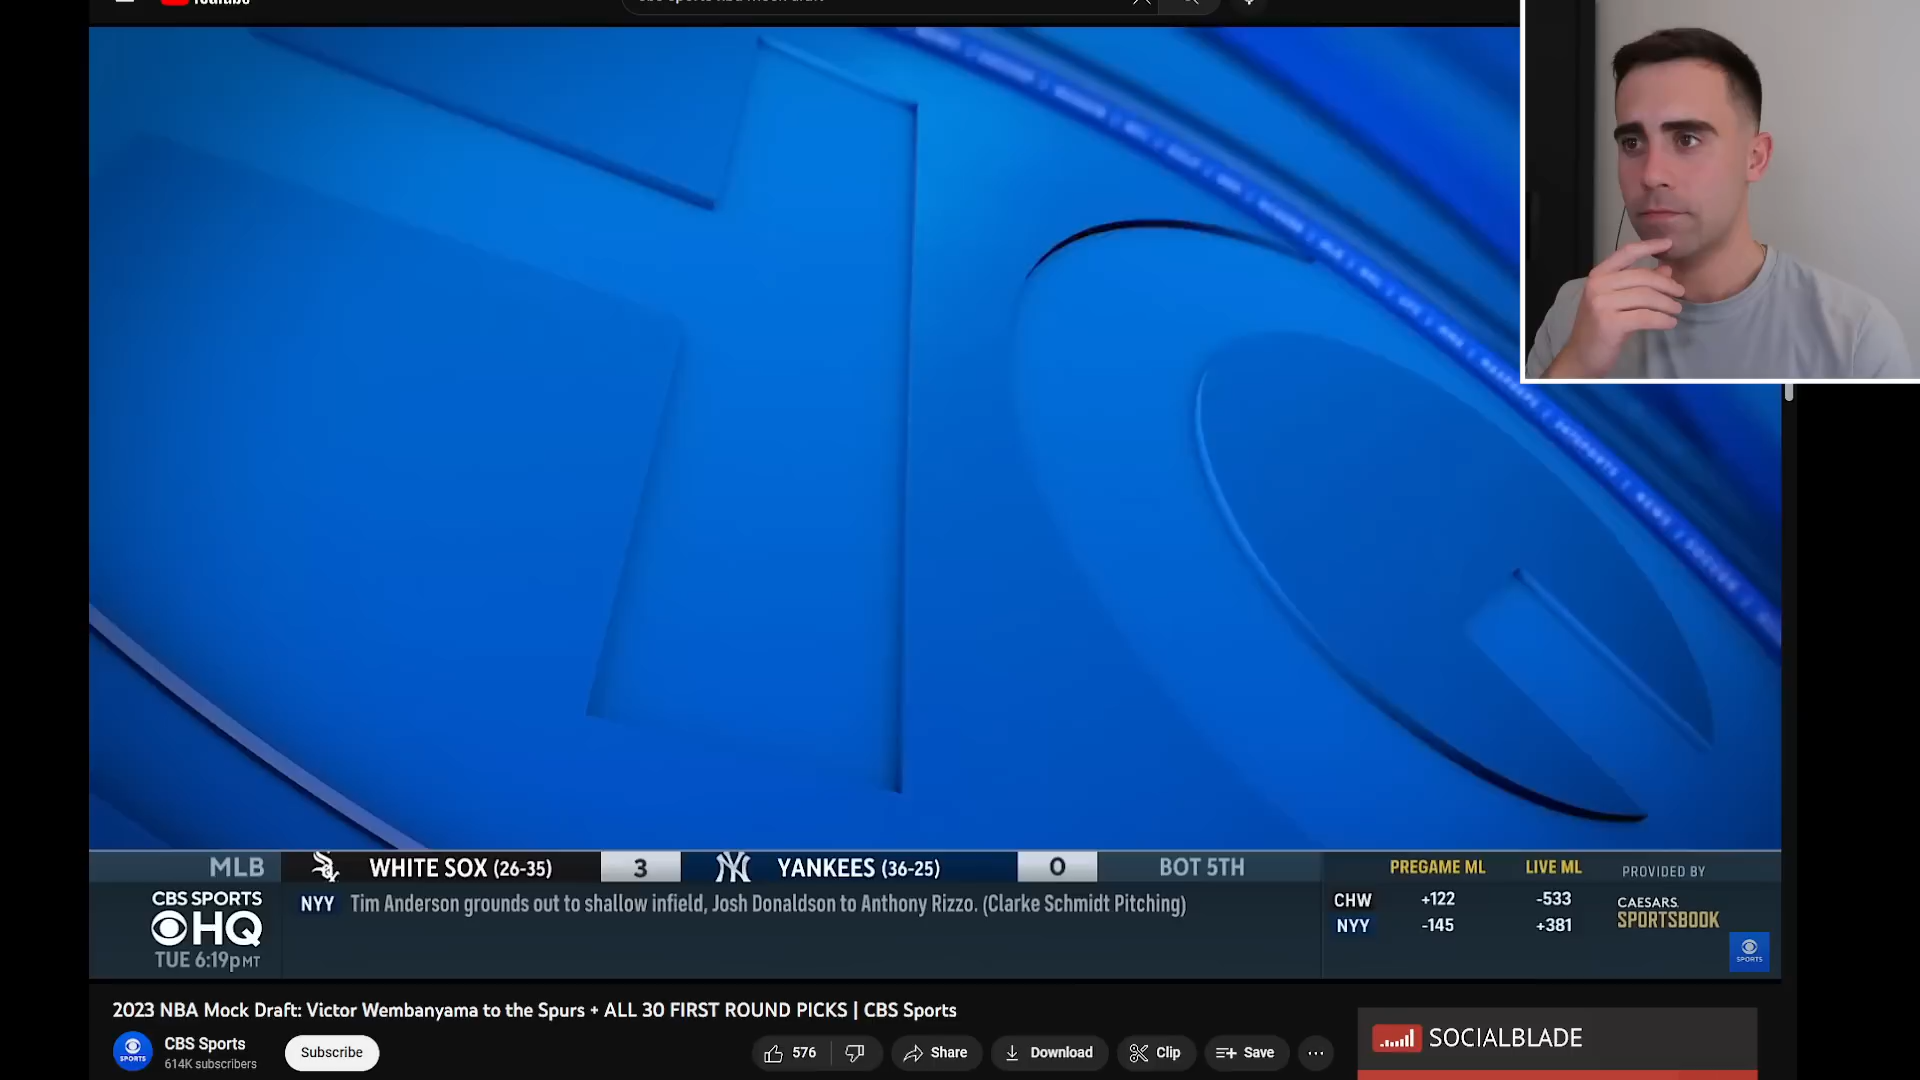 YouTube
MLB
WHITE SOX (26-35)
3
YANKEES (36-25)
0
BOT 5TH
PREGAME ML
LIVE ML
PROVIDED BY
CBS SPORTS
HQ
TUE 6:19pMT
NYY Tim Anderson grounds out to shallow infield, Josh Donaldson to Anthony Rizzo. (Clarke Schmidt Pitching)
CHW +122 -533
NYY -145 +381
CAESARS
SPORTSBOOK
SPORTS
2023 NBA Mock Draft: Victor Wembanyama to the Spurs + ALL 30 FIRST ROUND PICKS | CBS Sports
SPORTS
CBS Sports
614K subscribers
Subscribe
576
Share
Download
Clip
Save
SOCIALBLADE